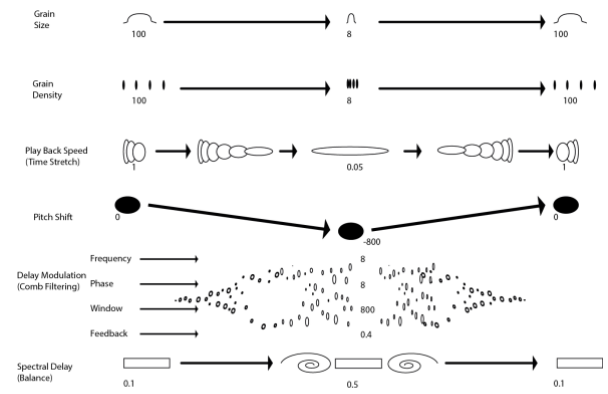 Grain
Size
100
8
100
Grain
Density
100
8
100
Play Back Speed
(Time Stretch)
1
0.05
1
Pitch Shift
0
-800
0
Delay Modulation
(Comb Filtering)
Frequency
8
Phase
8
Window
800
Feedback
0.4
Spectral Delay
(Balance)
0.1
0.5
0.1